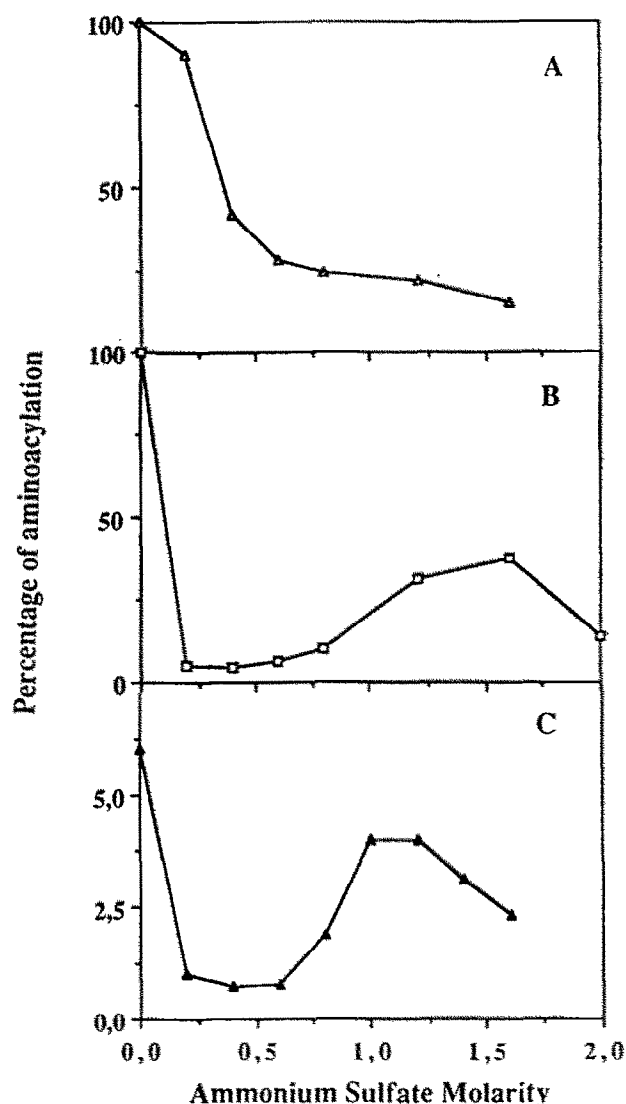 100
A
50
100
B
50
0
C
5,0
2,5
0,0
0,0 0,5 1,0 1,5 2,0
Percentage of aminoacylation
Ammonium Sulfate Molarity